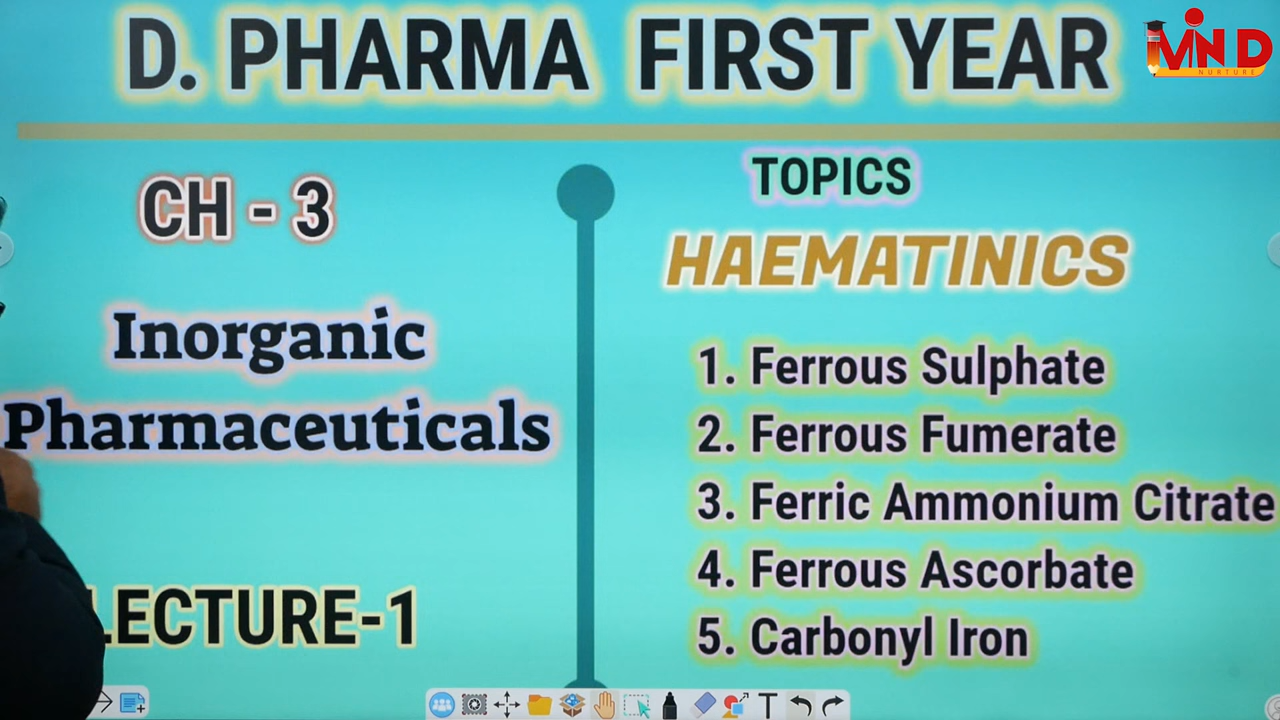 D. PHARMA FIRST YEAR
MIND
NURTURE
CH - 3
Inorganic
Pharmaceuticals
LECTURE-1
TOPICS
HAEMATINICS
1. Ferrous Sulphate
2. Ferrous Fumerate
3. Ferric Ammonium Citrate
4. Ferrous Ascorbate
5. Carbonyl Iron
T